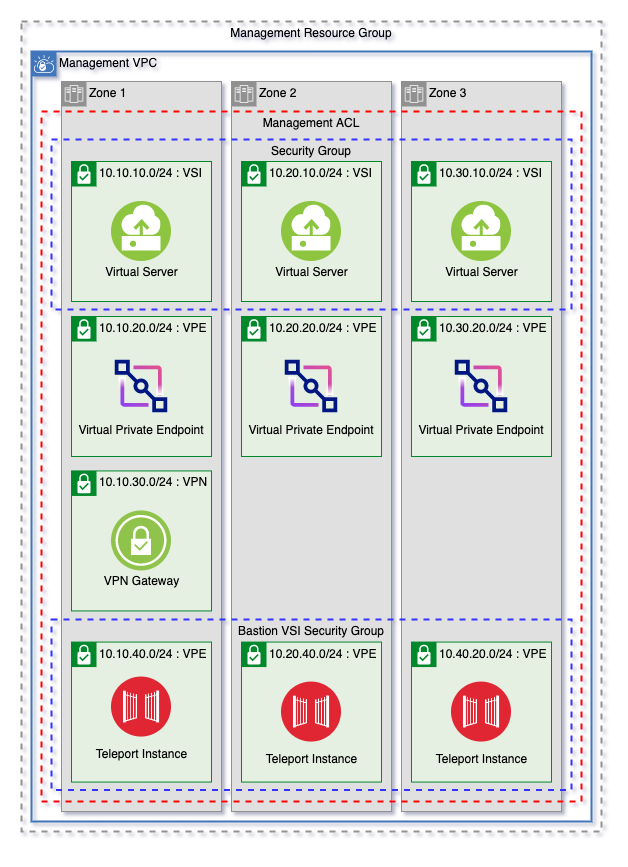 Management Resource Group
Management VPC
Zone 1
Zone 2
Zone 3
Management ACL
Security Group
10.10.10.0/24 : VSI
10.20.10.0/24 : VSI
10.30.10.0/24 : VSI
Virtual Server
Virtual Server
Virtual Server
10.10.20.0/24 : VPE
10.20.20.0/24 : VPE
10.30.20.0/24 : VPE
Virtual Private Endpoint
Virtual Private Endpoint
Virtual Private Endpoint
10.10.30.0/24 : VPN
VPN Gateway
Bastion VSI Security Group
10.10.40.0/24 : VPE
10.20.40.0/24 : VPE
10.40.20.0/24 : VPE
Teleport Instance
Teleport Instance
Teleport Instance